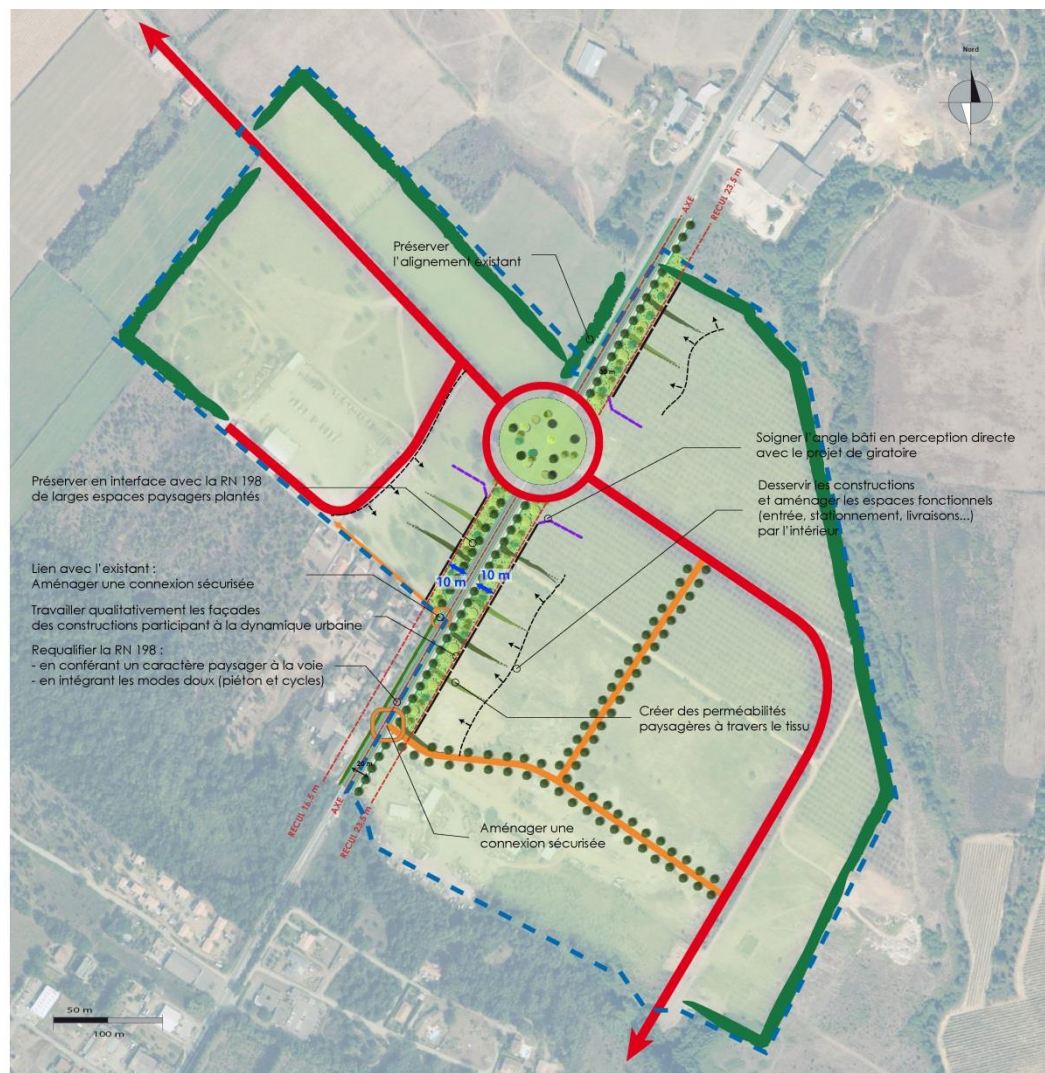 Nord
AXE
RECUL 23.5 m
Préserver
l'alignement existant
Soigner l'angle bâti en perception directe
avec le projet de giratoire
Préserver en interface avec la RN 198
de larges espaces paysagers plantés
Desservir les constructions
et aménager les espaces fonctionnels
(entrée, stationnement, livraisons...)
par l'intérieur
Lien avec l'existant :
Aménager une connexion sécurisée
10 m
10 m
Travailler qualitativement les façades
des constructions participant à la dynamique urbaine
Requalifier la RN 198 :
- en conférant un caractère paysager à la voie
- en intégrant les modes doux (piéton et cycles)
Créer des perméabilités
paysagères à travers le tissu
20 m
RECUL 16.5 m
AXE
RECUL 23.5 m
Aménager une
connexion sécurisée
50 m
100 m